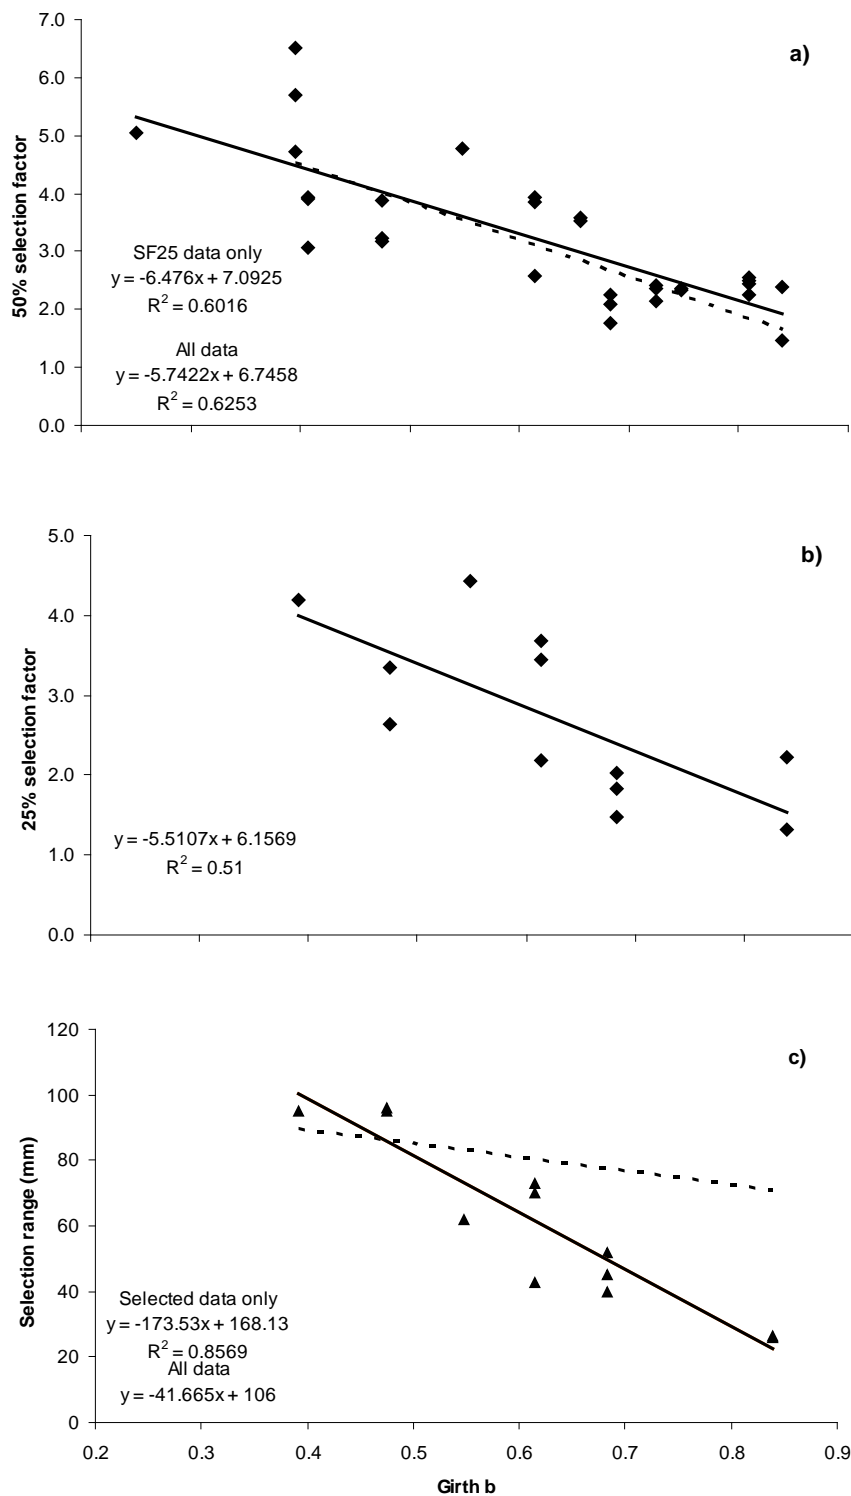 a)
7.0
6.0
5.0
4.0
3.0
2.0
1.0
0.0
50% selection factor
SF25 data only
y = -6.476x + 7.0925
R² = 0.6016
All data
y = -5.7422x + 6.7458
R² = 0.6253
b)
5.0
4.0
3.0
2.0
1.0
0.0
25% selection factor
y = -5.5107x + 6.1569
R² = 0.51
c)
120
100
80
60
40
20
0
Selection range (mm)
Selected data only
y = -173.53x + 168.13
R² = 0.8569
All data
y = -41.665x + 106
0.2 0.3 0.4 0.5 0.6 0.7 0.8 0.9
Girth b